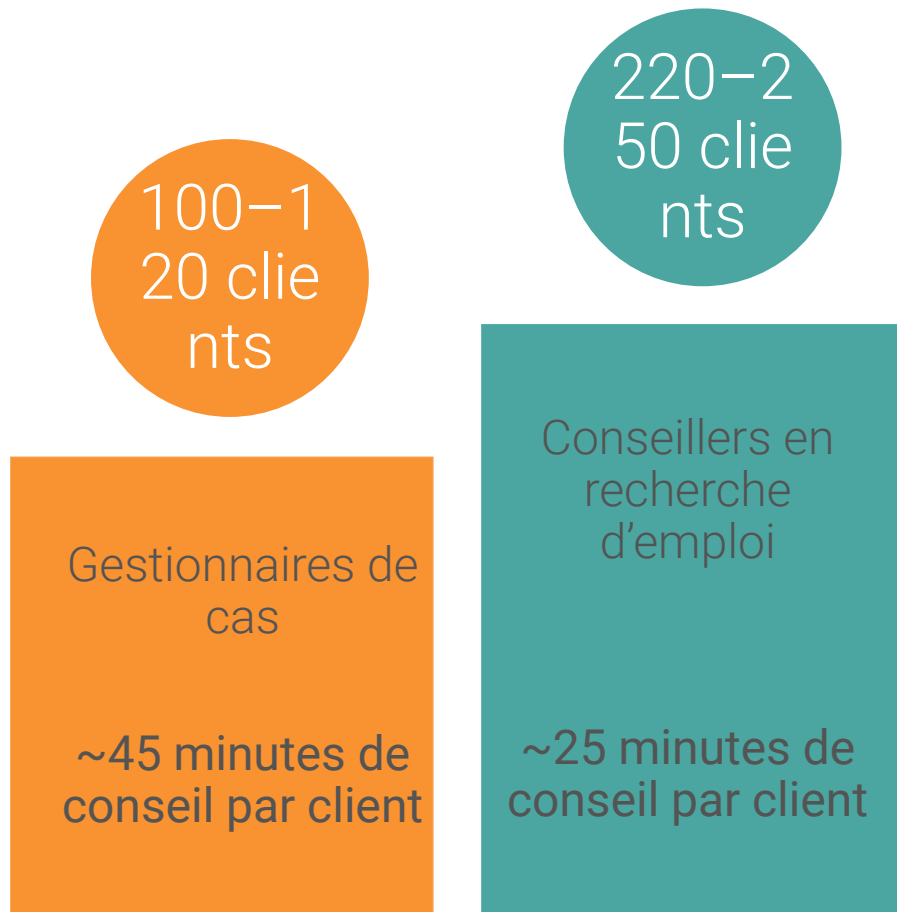 100–1
20 clie
nts
Gestionnaires de
cas
~45 minutes de
conseil par client
220–2
50 clie
nts
Conseillers en
recherche
d’emploi
~25 minutes de
conseil par client